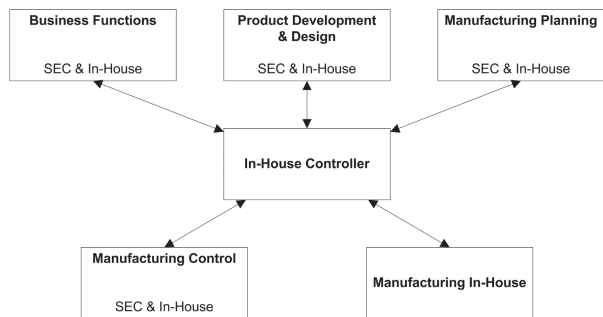 Business Functions
SEC & In-House
Product Development
& Design
SEC & In-House
Manufacturing Planning
SEC & In-House
In-House Controller
Manufacturing Control
SEC & In-House
Manufacturing In-House